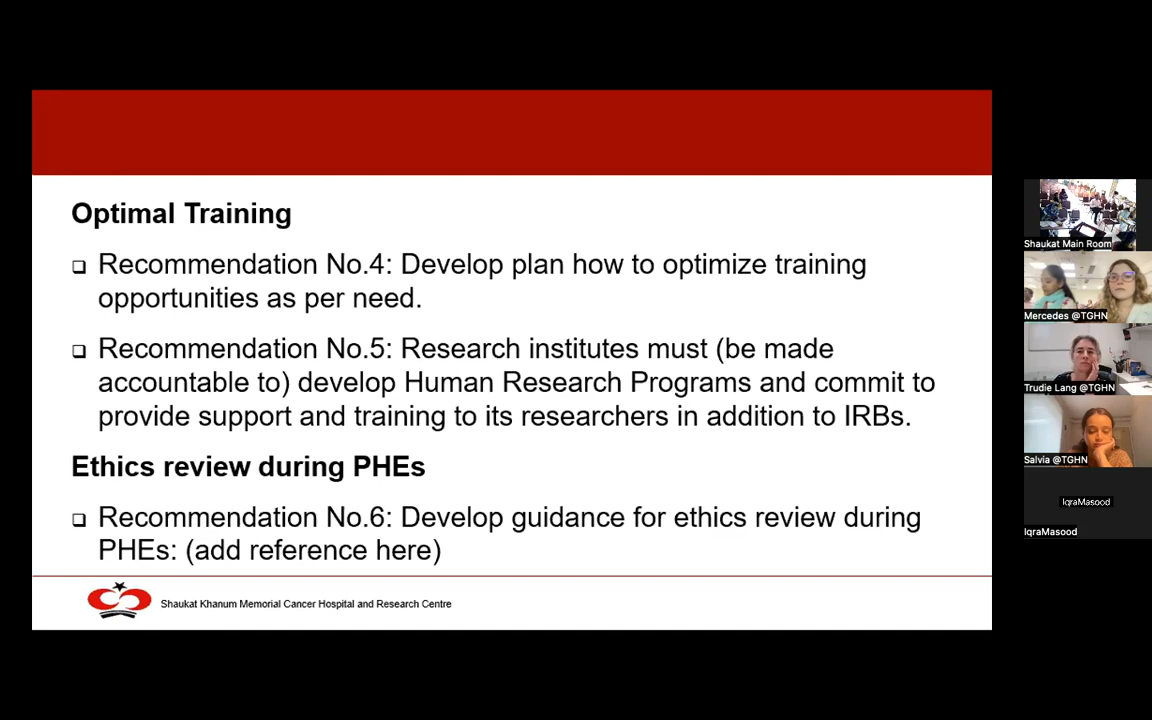 Optimal Training
❑ Recommendation No.4: Develop plan how to optimize training
opportunities as per need.
❑ Recommendation No.5: Research institutes must (be made
accountable to) develop Human Research Programs and commit to
provide support and training to its researchers in addition to IRBs.
Ethics review during PHEs
❑ Recommendation No.6: Develop guidance for ethics review during
PHEs: (add reference here)
Shaukat Khanum Memorial Cancer Hospital and Research Centre
Shaukat Main Room
Mercedes @TGHN
Trudie Lang @TGHN
Salvia @TGHN
IqraMasood
IqraMasood